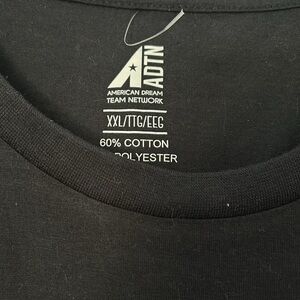 ADTN
AMERICAN DREAM
TEAM NETWORK
XXL/TTG/EEG
60% COTTON
POLYESTER